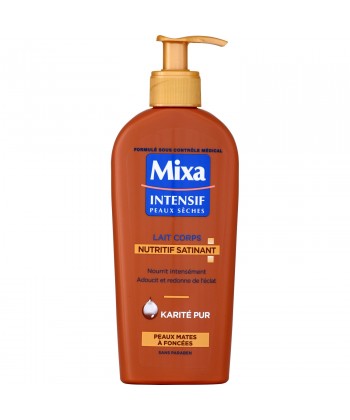 FORMULÉ SOUS CONTRÔLE MÉDICAL
Mixa
INTENSIF
PEAUX SÈCHES
LAIT CORPS
NUTRITIF SATINANT
Nourrit intensément
Adoucit et redonne de l'éclat
KARITÉ PUR
PEAUX MATES
À FONCÉES
SANS PARABEN